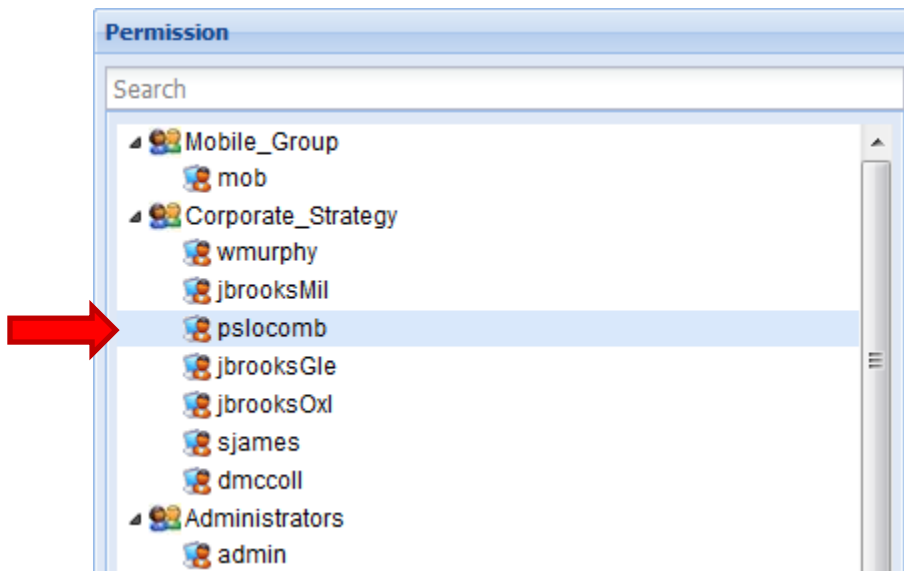 Permission
Search
Mobile_Group
mob
Corporate_Strategy
wmurphy
jbrooksMil
pslocomb
jbrooksGle
jbrooksOxl
sjames
dmccoll
Administrators
admin